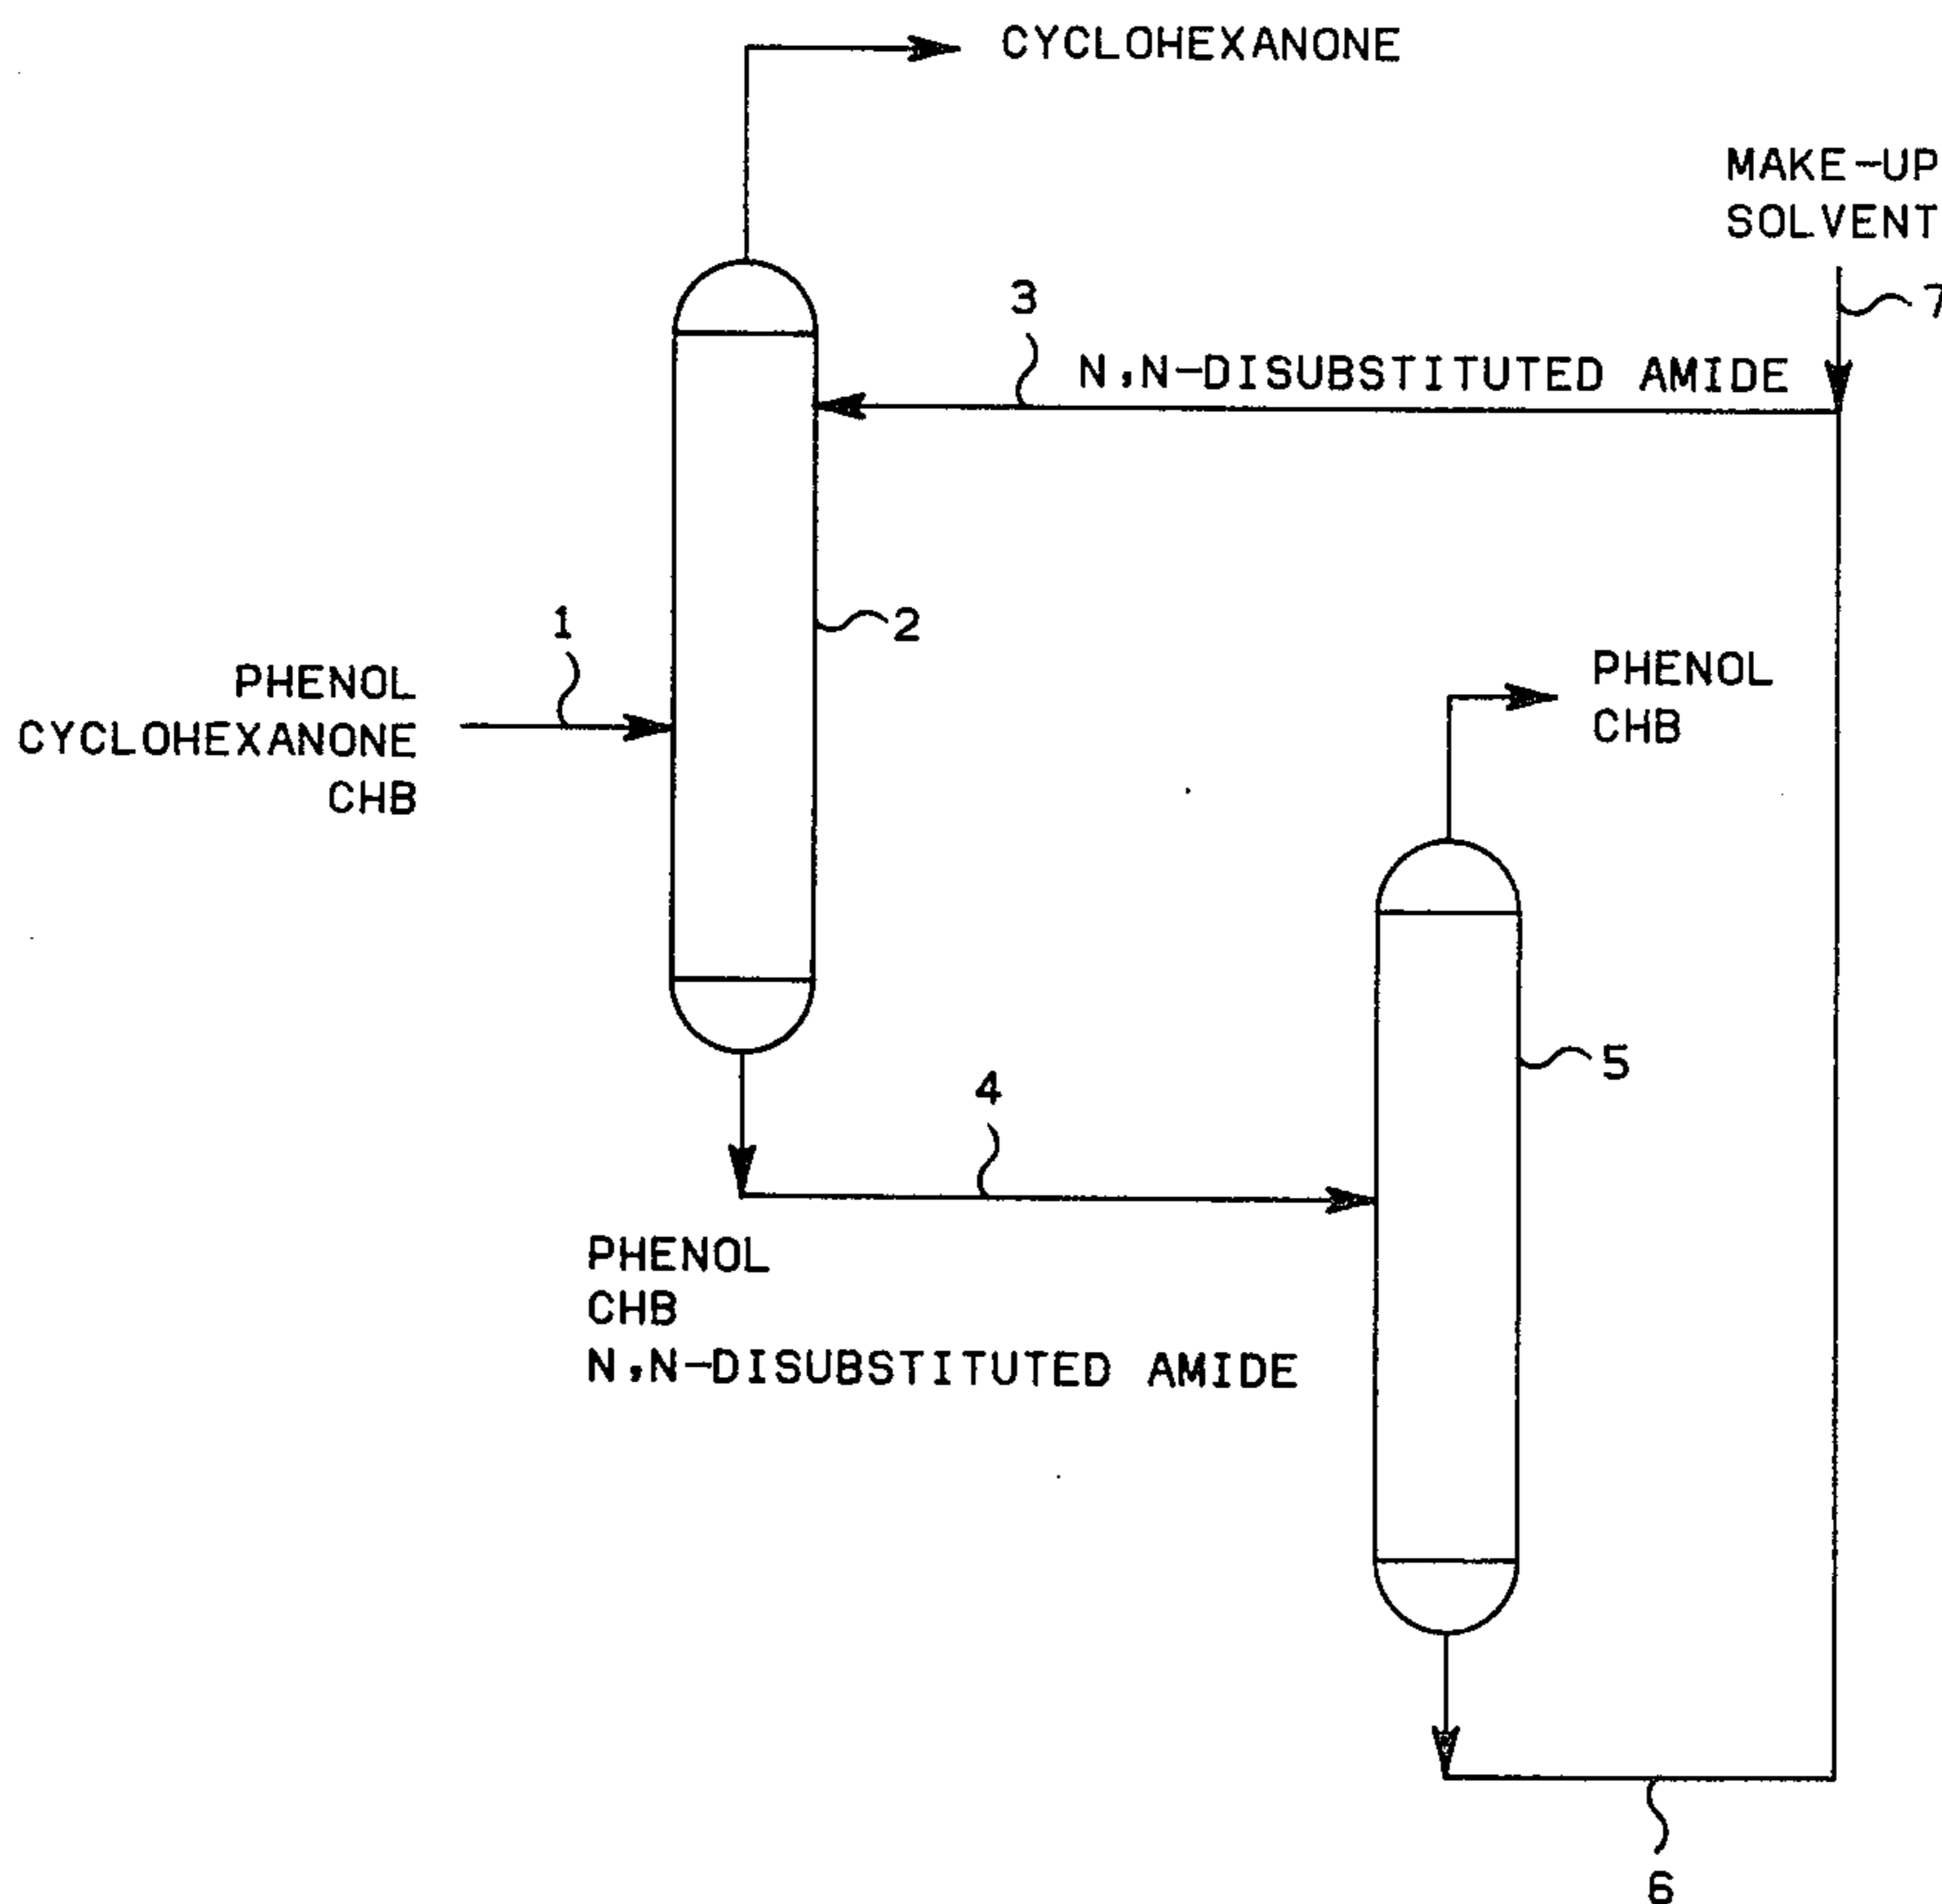 CYCLOHEXANONE
MAKE-UP
SOLVENT
7
3
N,N-DISUBSTITUTED AMIDE
1
2
PHENOL
CYCLOHEXANONE
CHB
PHENOL
CHB
5
4
PHENOL
CHB
N,N-DISUBSTITUTED AMIDE
6